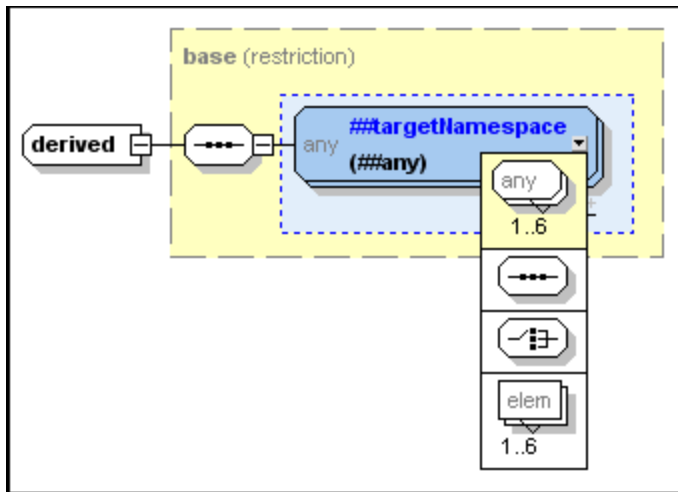 base (restriction)
derived
any
##targetNamespace
(##any)
any
1..6
elem
1..6